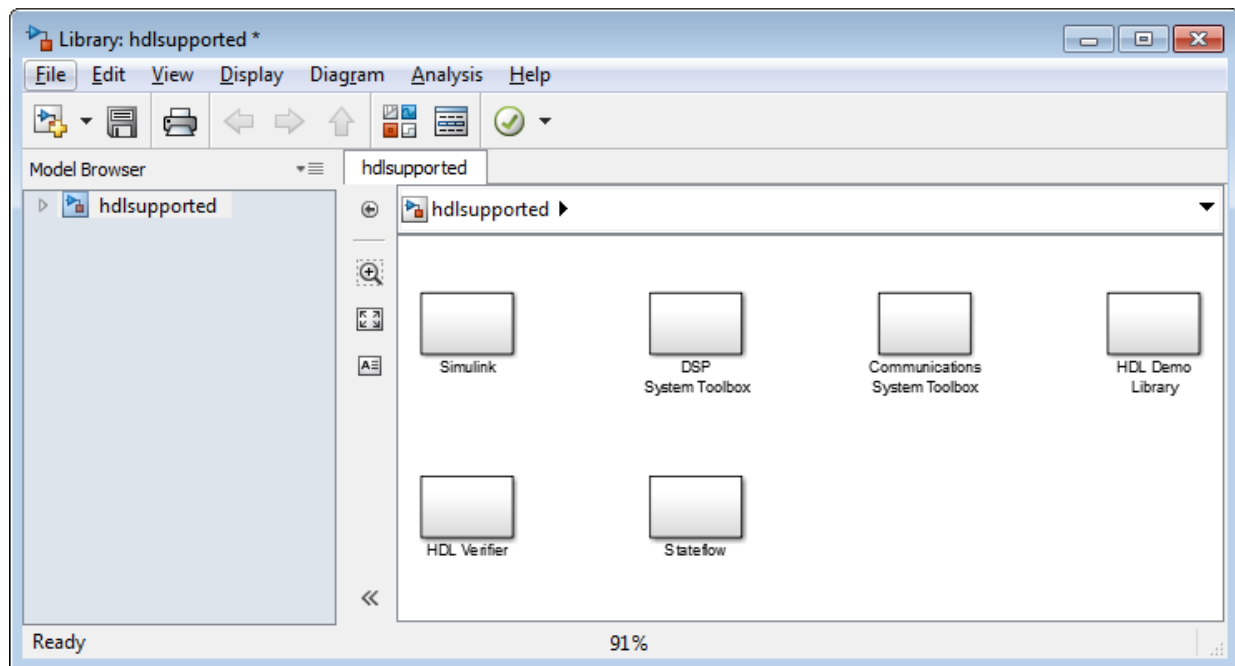 Library: hdlsupported *
File Edit View Display Diagram Analysis Help
Model Browser
hdlsupported
hdlsupported
hdlsupported
Simulink
DSP
System Toolbox
Communications
System Toolbox
HDL Demo
Library
HDL Verifier
Stateflow
Ready
91%